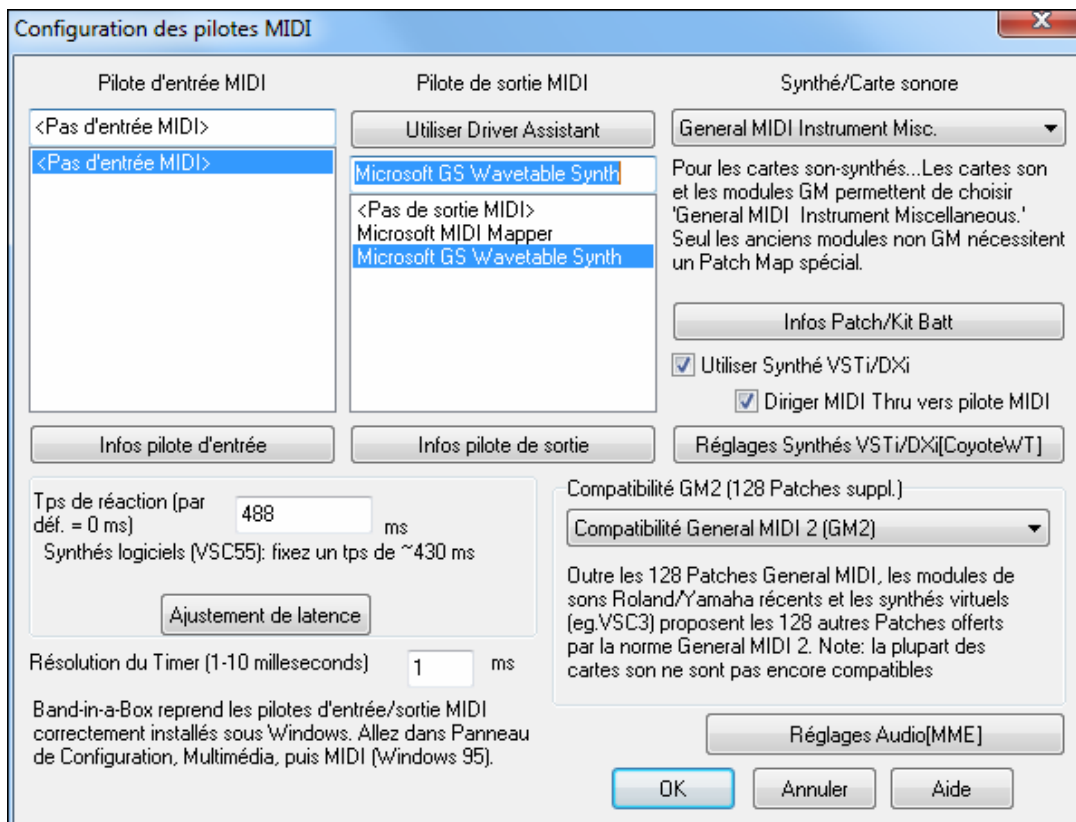 Configuration des pilotes MIDI
X
Pilote d'entrée MIDI
<Pas d'entrée MIDI>
<Pas d'entrée MIDI>
Infos pilote d'entrée
Pilote de sortie MIDI
Utiliser Driver Assistant
Microsoft GS Wavetable Synth
<Pas de sortie MIDI>
Microsoft MIDI Mapper
Microsoft GS Wavetable Synth
Infos pilote de sortie
Synthé/Carte sonore
General MIDI Instrument Misc.
Pour les cartes son-synthés...Les cartes son
et les modules GM permettent de choisir
'General MIDI  Instrument Miscellaneous.'
Seul les anciens modules non GM nécessitent
un Patch Map spécial.
Infos Patch/Kit Batt
Utiliser Synthé VSTi/DXi
Diriger MIDI Thru vers pilote MIDI
Réglages Synthés VSTi/DXi[CoyoteWT]
Tps de réaction (par
déf. = 0 ms)
488
ms
Synthés logiciels (VSC55): fixez un tps de ~430 ms
Ajustement de latence
Résolution du Timer (1-10 milleseconds)
1
ms
Band-in-a-Box reprend les pilotes d'entrée/sortie MIDI
correctement installés sous Windows. Allez dans Panneau
de Configuration, Multimédia, puis MIDI (Windows 95).
Compatibilité GM2 (128 Patches suppl.)
Compatibilité General MIDI 2 (GM2)
Outre les 128 Patches General MIDI, les modules de
sons Roland/Yamaha récents et les synthés virtuels
(eg.VSC3) proposent les 128 autres Patches offerts
par la norme General MIDI 2. Note: la plupart des
cartes son ne sont pas encore compatibles
Réglages Audio[MME]
OK
Annuler
Aide